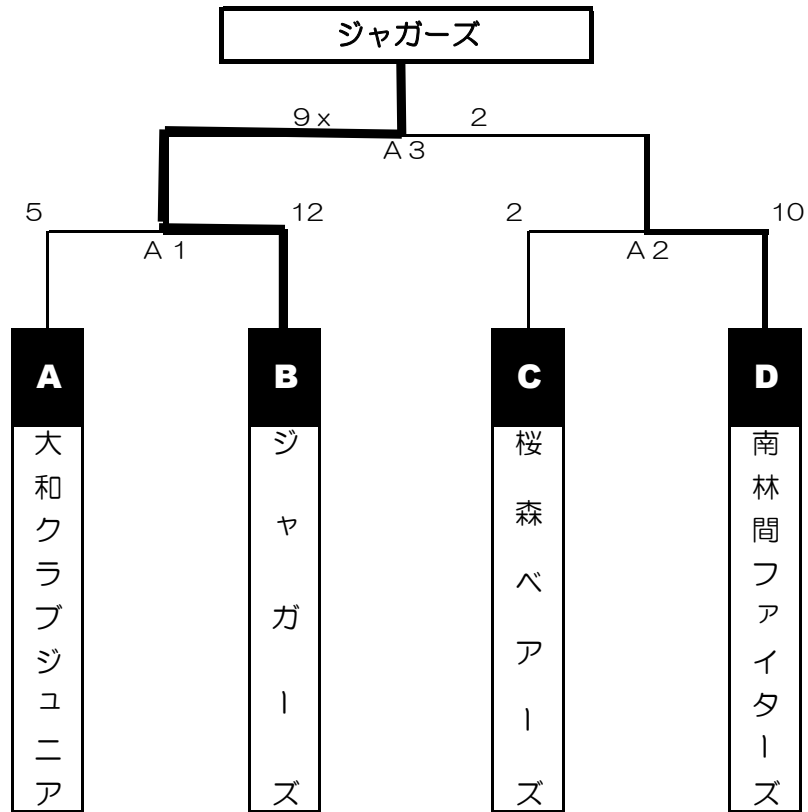 ジャガーズ
9x 2
A3
5 12 2 10
A1 A2
A B C D
大和クラブジュニア
ジャガーズ
桜森ベアーズ
南林間ファイターズ